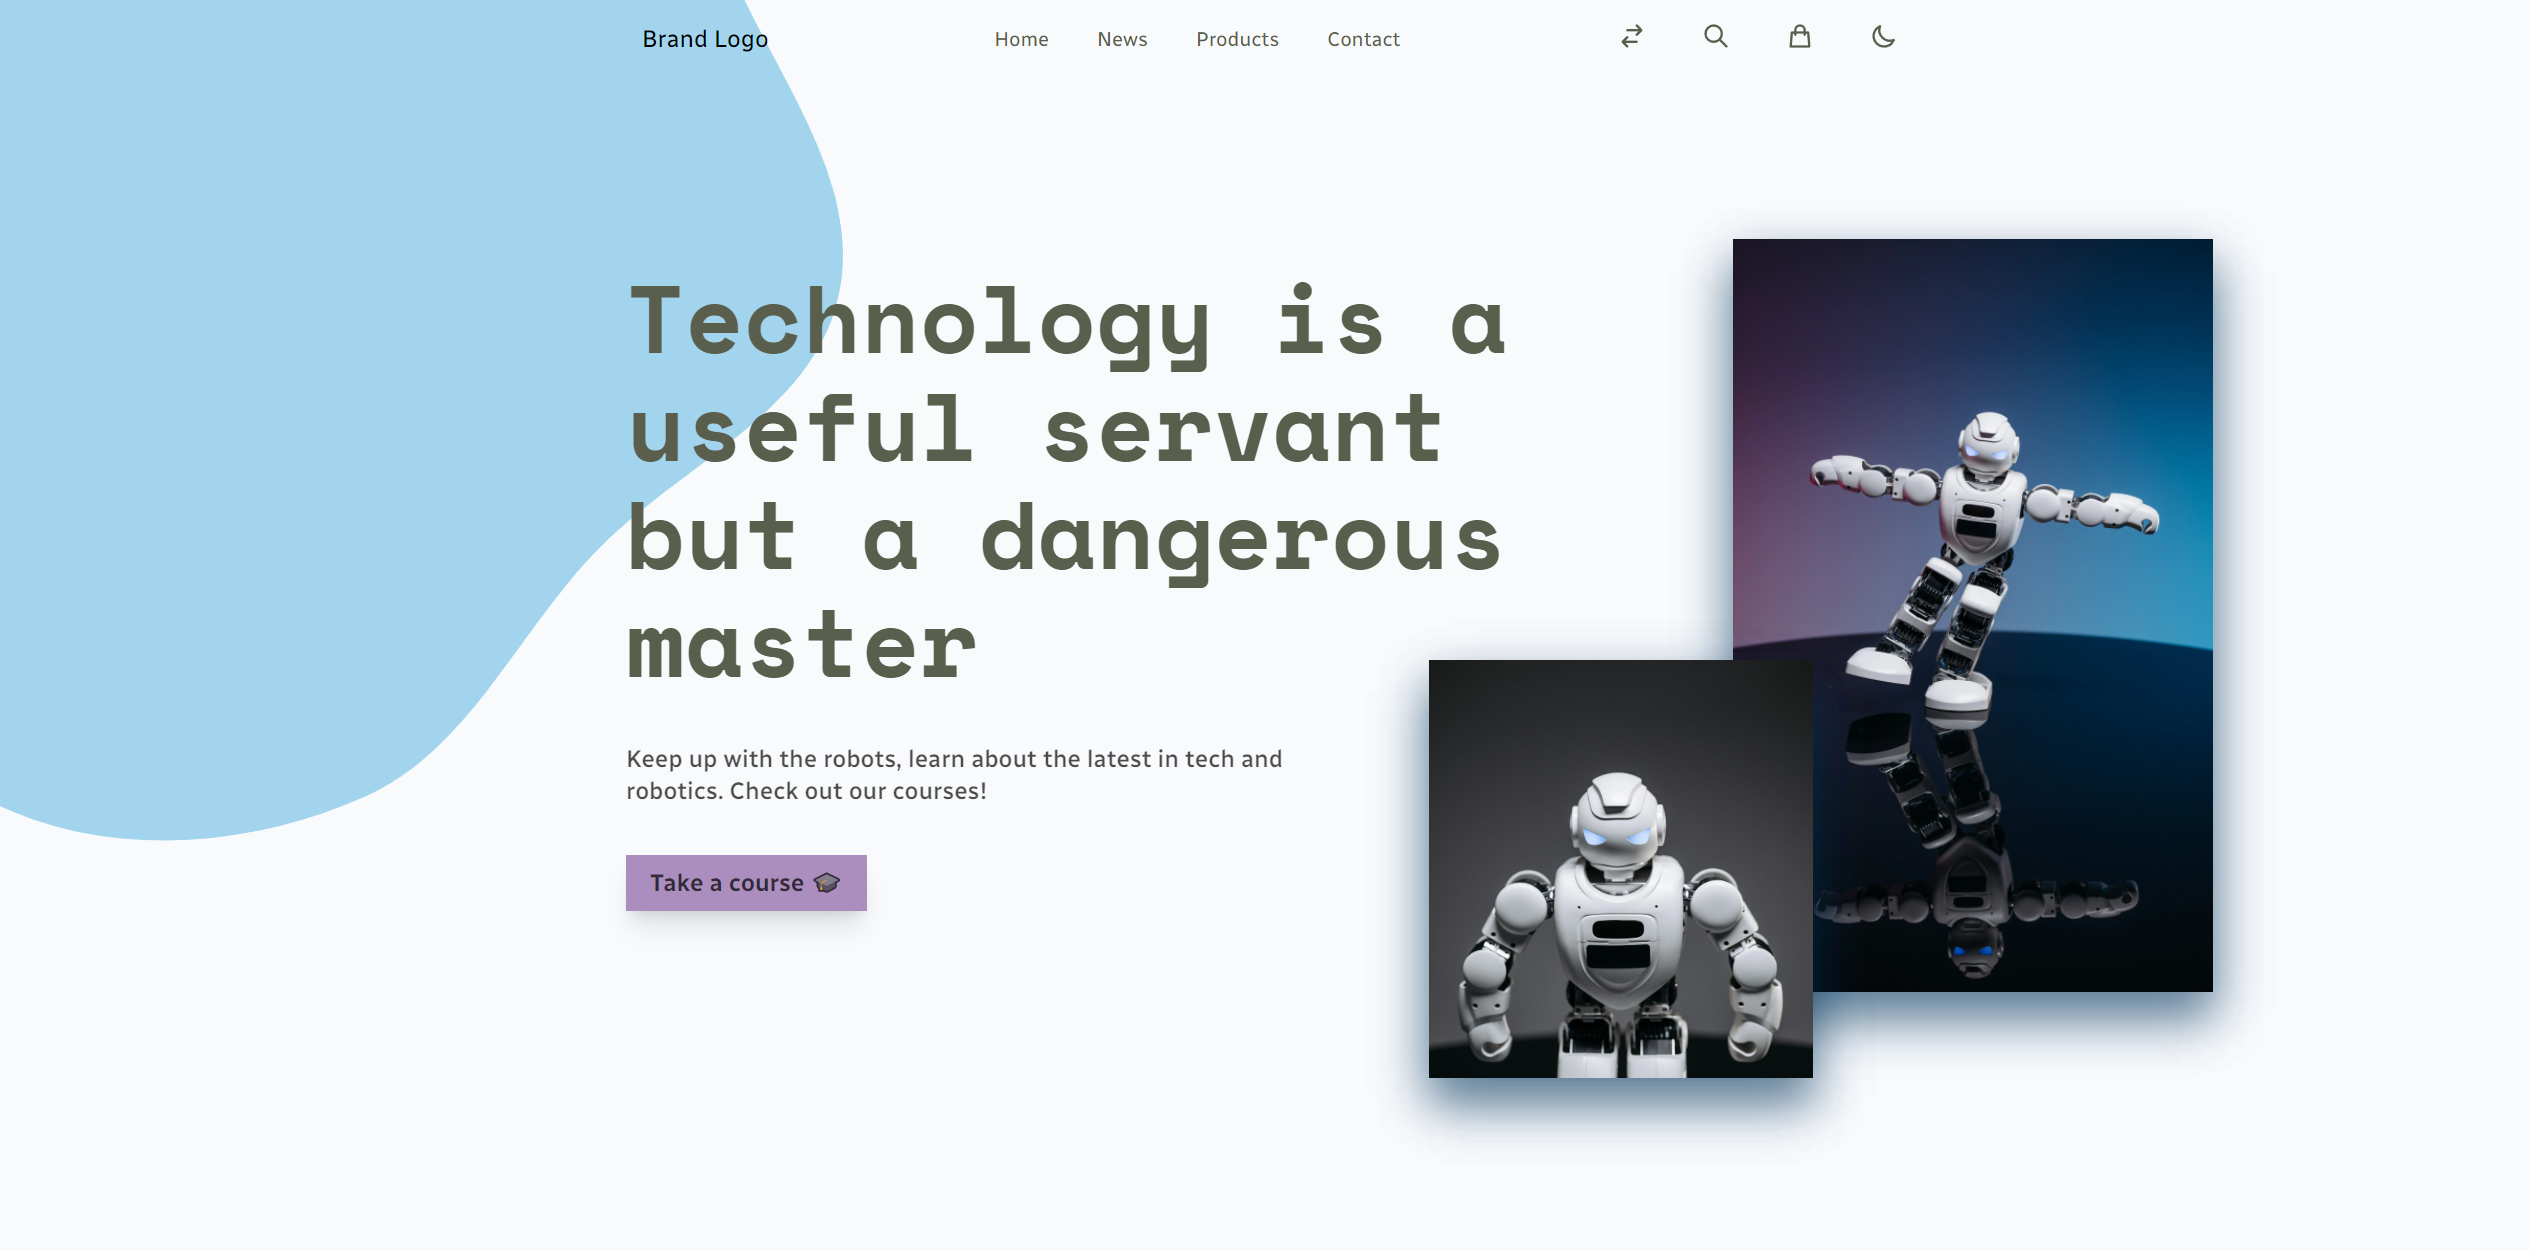 Brand Logo
Home
News
Products
Contact
Technology is a
useful servant
but a dangerous
master
Keep up with the robots, learn about the latest in tech and
robotics. Check out our courses!
Take a course 🎓